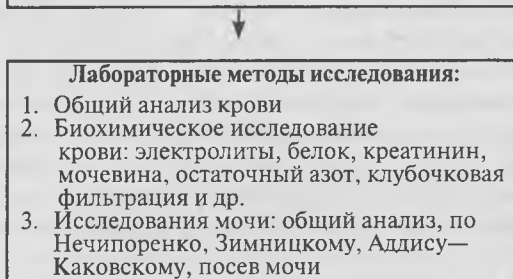 Лабораторные методы исследования:
1. Общий анализ крови
2. Биохимическое исследование
крови: электролиты, белок, креатинин,
мочевина, остаточный азот, клубочковая
фильтрация и др.
3. Исследования мочи: общий анализ, по
Нечипоренко, Зимницкому, Аддису—
Каковскому, посев мочи